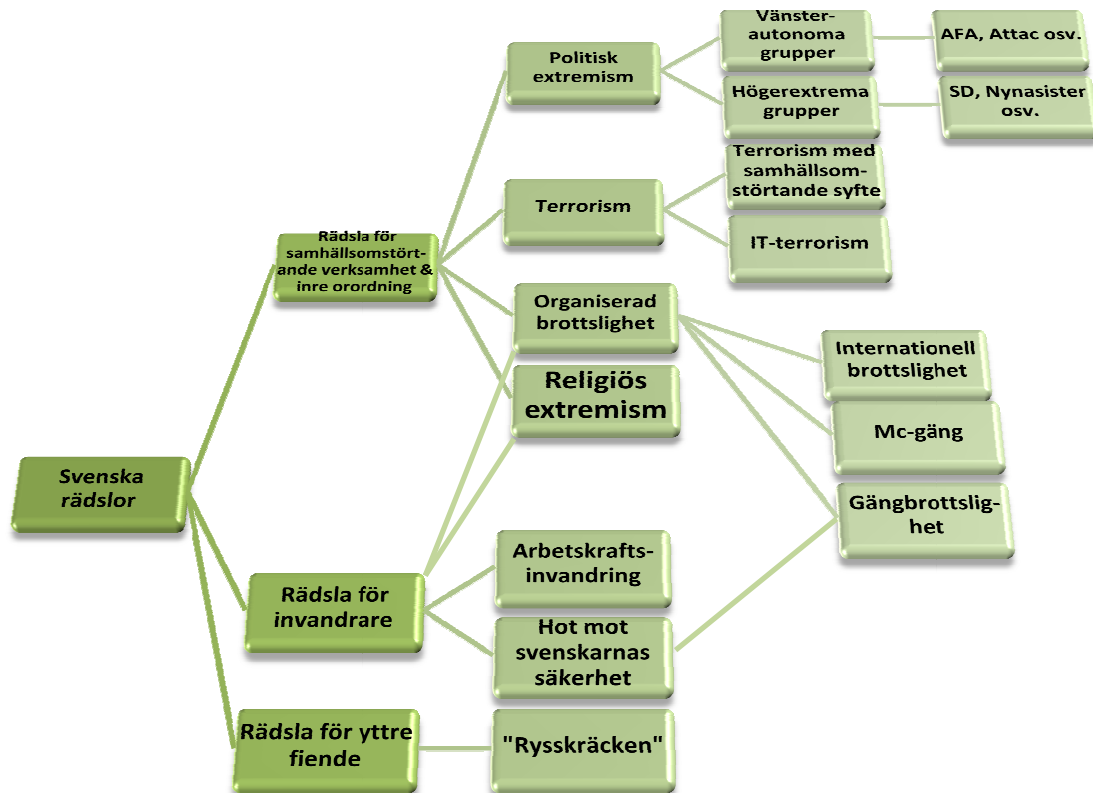 Svenska
rädslor
Rädsla för
samhällsomstört-
ande verksamhet &
inre orordning
Politisk
extremism
Vänster-
autonoma
grupper
AFA, Attac osv.
Högerextrema
grupper
SD, Nynasister
osv.
Terrorism
Terrorism med
samhällsom-
störtande syfte
IT-terrorism
Organiserad
brottslighet
Internationell
brottslighet
Mc-gäng
Gängbrottslig-
het
Religiös
extremism
Rädsla för
invandrare
Arbetskrafts-
invandring
Hot mot
svenskarnas
säkerhet
Rädsla för yttre
fiende
"Rysskräcken"